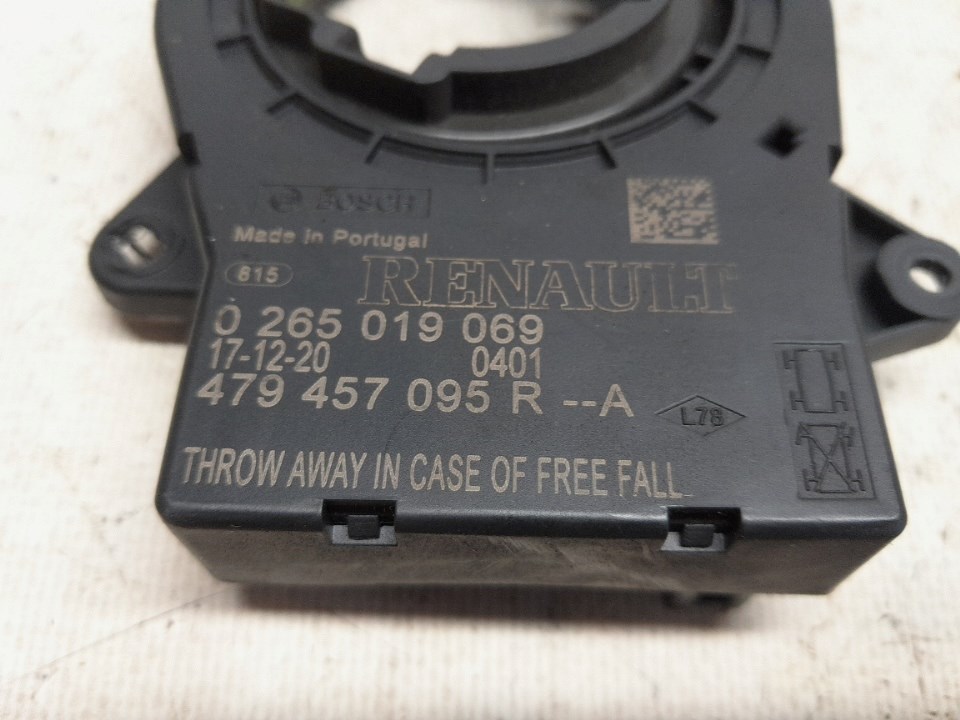 BOSCH
Made in Portugal
815
RENAULT
0 265 019 069
17-12-20 0401
479 457 095 R --A
L78
THROW AWAY IN CASE OF FREE FALL